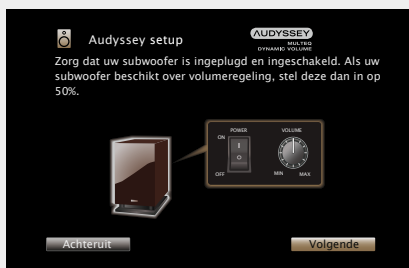 Audyssey setup
AUDYSSEY
MULTEQ
DYNAMIC VOLUME
Zorg dat uw subwoofer is ingeplugd en ingeschakeld. Als uw
subwoofer beschikt over volumeregeling, stel deze dan in op
50%.
POWER
VOLUME
ON
OFF
MIN
MAX
Achteruit
Volgende